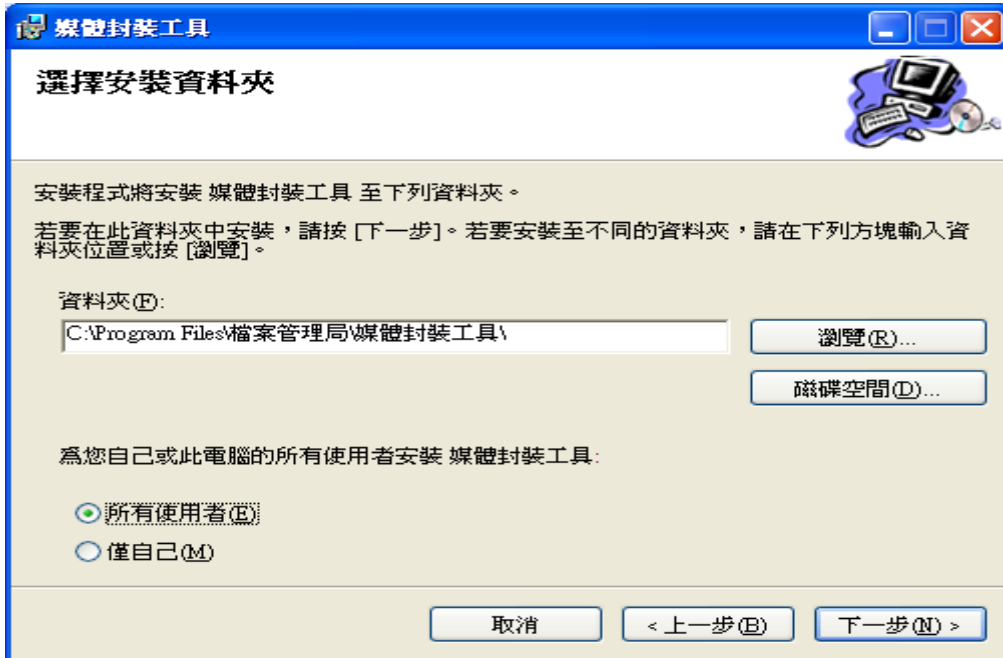 媒體封裝工具
選擇安裝資料夾
安裝程式將安裝 媒體封裝工具 至下列資料夾。
若要在此資料夾中安裝，請按 [下一步]。若要安裝至不同的資料夾，請在下列方塊輸入資
料夾位置或按 [瀏覽]。
資料夾(F):
C:\Program Files\檔案管理局\媒體封裝工具\
瀏覽(R)...
磁碟空間(D)...
為您自己或此電腦的所有使用者安裝 媒體封裝工具:
所有使用者(E)
僅自己(M)
取消
< 上一步(B)
下一步(N) >